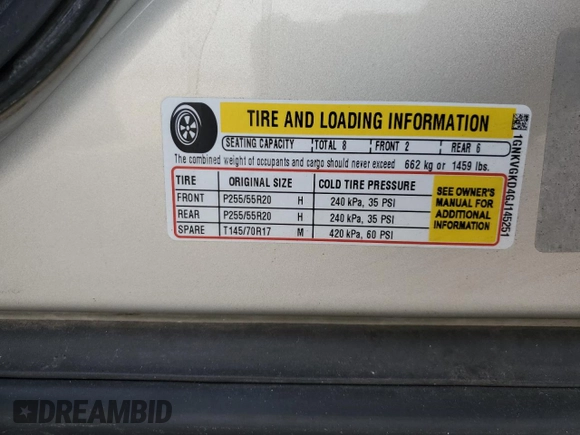 TIRE AND LOADING INFORMATION
SEATING CAPACITY TOTAL 8 FRONT 2 REAR 6
The combined weight of occupants and cargo should never exceed 662 kg or 1459 lbs.
TIRE ORIGINAL SIZE COLD TIRE PRESSURE
FRONT P255/55R20 H 240 kPa, 35 PSI
REAR P255/55R20 H 240 kPa, 35 PSI
SPARE T145/70R17 M 420 kPa, 60 PSI
SEE OWNER'S
MANUAL FOR
ADDITIONAL
INFORMATION
1GNKVGKD4GJ145251
DREAMBID